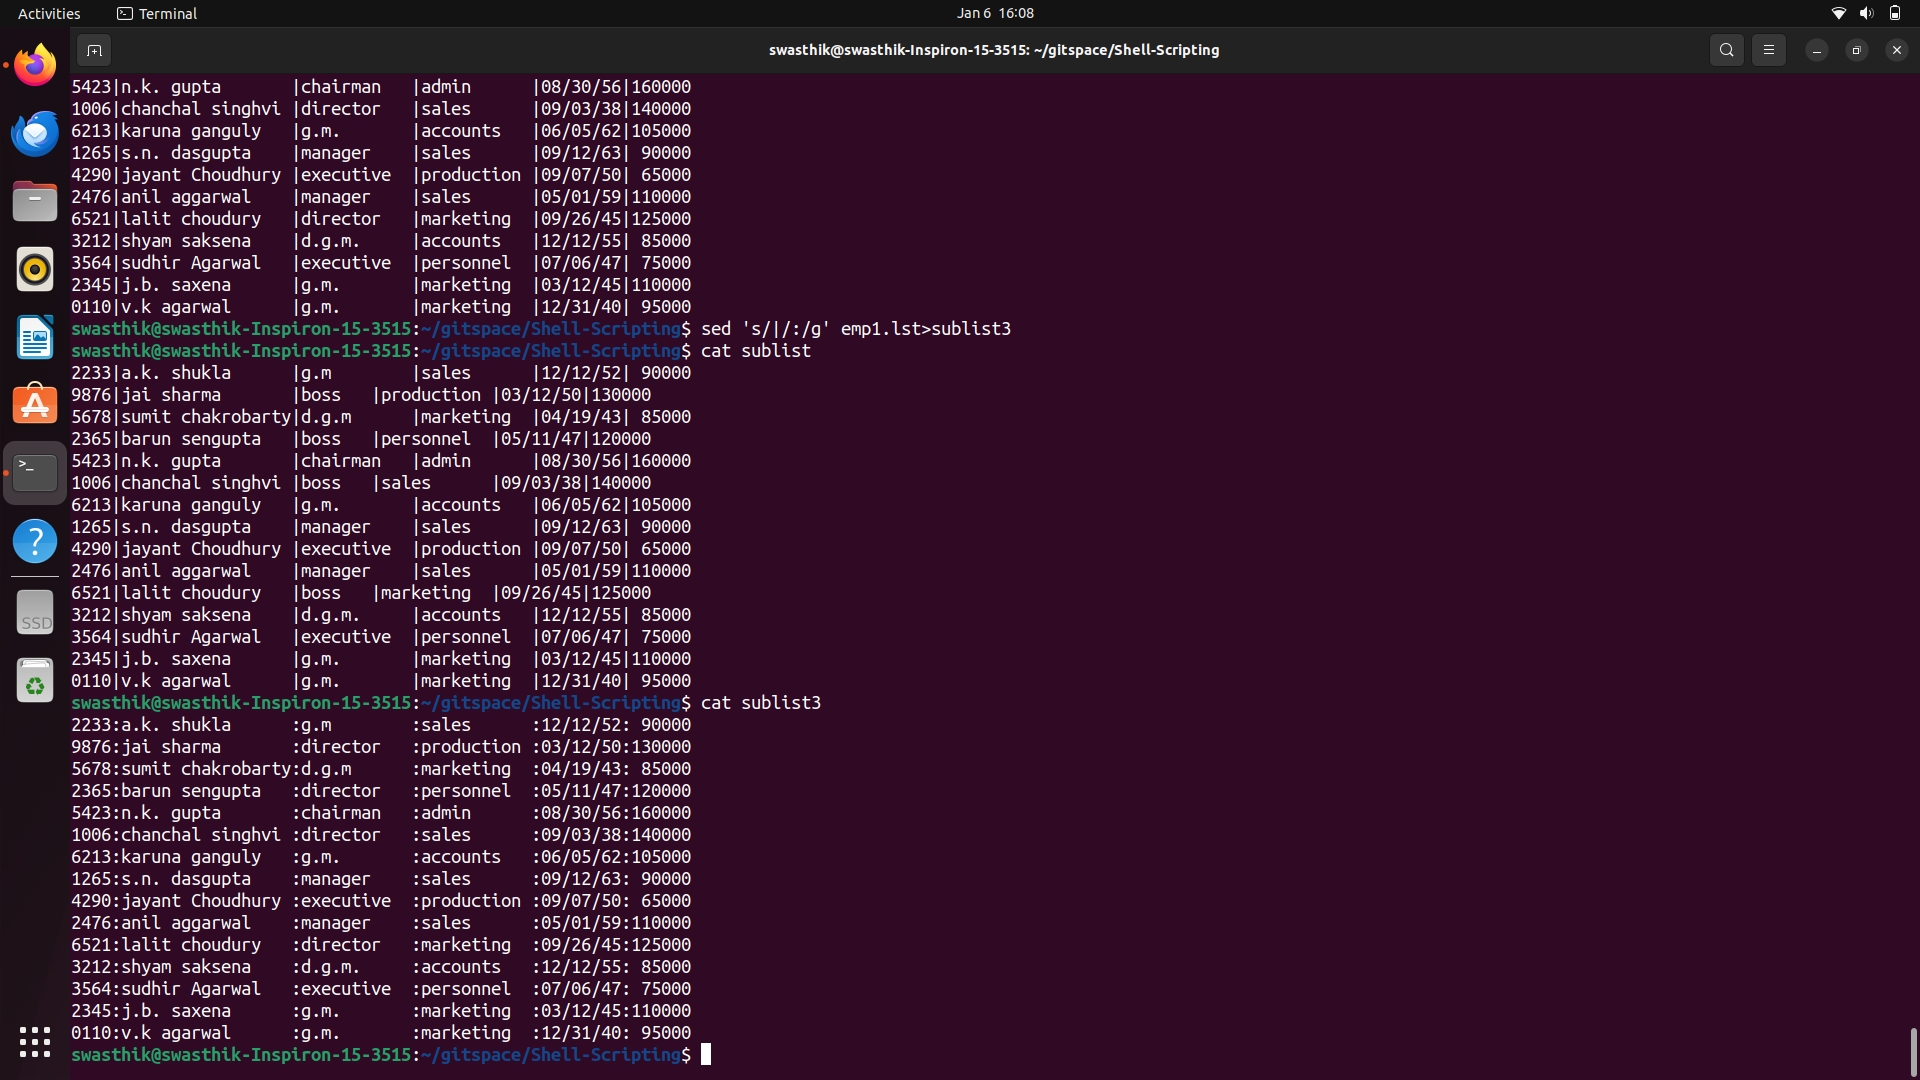 Activities Terminal Jan 6 16:08
swasthik@swasthik-Inspiron-15-3515: ~/gitspace/Shell-Scripting
5423|n.k. gupta       |chairman   |admin      |08/30/56|160000
1006|chanchal singhvi |director   |sales      |09/03/38|140000
6213|karuna ganguly   |g.m.       |accounts   |06/05/62|105000
1265|s.n. dasgupta    |manager    |sales      |09/12/63| 90000
4290|jayant Choudhury |executive  |production |09/07/50| 65000
2476|anil aggarwal    |manager    |sales      |05/01/59|110000
6521|lalit choudury   |director   |marketing  |09/26/45|125000
3212|shyam saksena    |d.g.m.     |accounts   |12/12/55| 85000
3564|sudhir Agarwal   |executive  |personnel  |07/06/47| 75000
2345|j.b. saxena      |g.m.       |marketing  |03/12/45|110000
0110|v.k agarwal      |g.m.       |marketing  |12/31/40| 95000
swasthik@swasthik-Inspiron-15-3515:~/gitspace/Shell-Scripting$ sed 's/|/:/g' emp1.lst>sublist3
swasthik@swasthik-Inspiron-15-3515:~/gitspace/Shell-Scripting$ cat sublist
2233|a.k. shukla      |g.m        |sales      |12/12/52| 90000
9876|jai sharma       |boss   |production |03/12/50|130000
5678|sumit chakrobarty|d.g.m      |marketing  |04/19/43| 85000
2365|barun sengupta   |boss   |personnel  |05/11/47|120000
5423|n.k. gupta       |chairman   |admin      |08/30/56|160000
1006|chanchal singhvi |boss   |sales      |09/03/38|140000
6213|karuna ganguly   |g.m.       |accounts   |06/05/62|105000
1265|s.n. dasgupta    |manager    |sales      |09/12/63| 90000
4290|jayant Choudhury |executive  |production |09/07/50| 65000
2476|anil aggarwal    |manager    |sales      |05/01/59|110000
6521|lalit choudury   |boss   |marketing  |09/26/45|125000
3212|shyam saksena    |d.g.m.     |accounts   |12/12/55| 85000
3564|sudhir Agarwal   |executive  |personnel  |07/06/47| 75000
2345|j.b. saxena      |g.m.       |marketing  |03/12/45|110000
0110|v.k agarwal      |g.m.       |marketing  |12/31/40| 95000
swasthik@swasthik-Inspiron-15-3515:~/gitspace/Shell-Scripting$ cat sublist3
2233:a.k. shukla      :g.m        :sales      :12/12/52: 90000
9876:jai sharma       :director   :production :03/12/50:130000
5678:sumit chakrobarty:d.g.m      :marketing  :04/19/43: 85000
2365:barun sengupta   :director   :personnel  :05/11/47:120000
5423:n.k. gupta       :chairman   :admin      :08/30/56:160000
1006:chanchal singhvi :director   :sales      :09/03/38:140000
6213:karuna ganguly   :g.m.       :accounts   :06/05/62:105000
1265:s.n. dasgupta    :manager    :sales      :09/12/63: 90000
4290:jayant Choudhury :executive  :production :09/07/50: 65000
2476:anil aggarwal    :manager    :sales      :05/01/59:110000
6521:lalit choudury   :director   :marketing  :09/26/45:125000
3212:shyam saksena    :d.g.m.     :accounts   :12/12/55: 85000
3564:sudhir Agarwal   :executive  :personnel  :07/06/47: 75000
2345:j.b. saxena      :g.m.       :marketing  :03/12/45:110000
0110:v.k agarwal      :g.m.       :marketing  :12/31/40: 95000
swasthik@swasthik-Inspiron-15-3515:~/gitspace/Shell-Scripting$
SSD